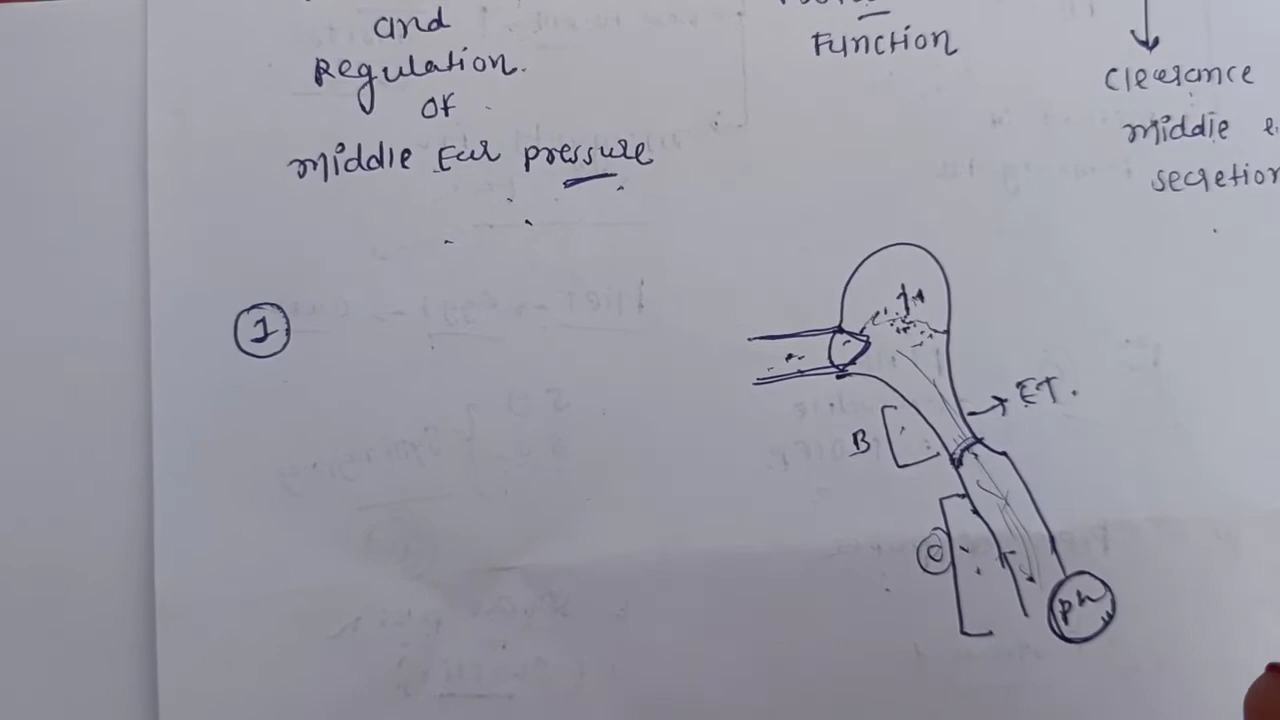 and
Regulation.
of
middle Ear pressure
Function
Clearance
middle e
secretion
1
ET.
B
C
ph